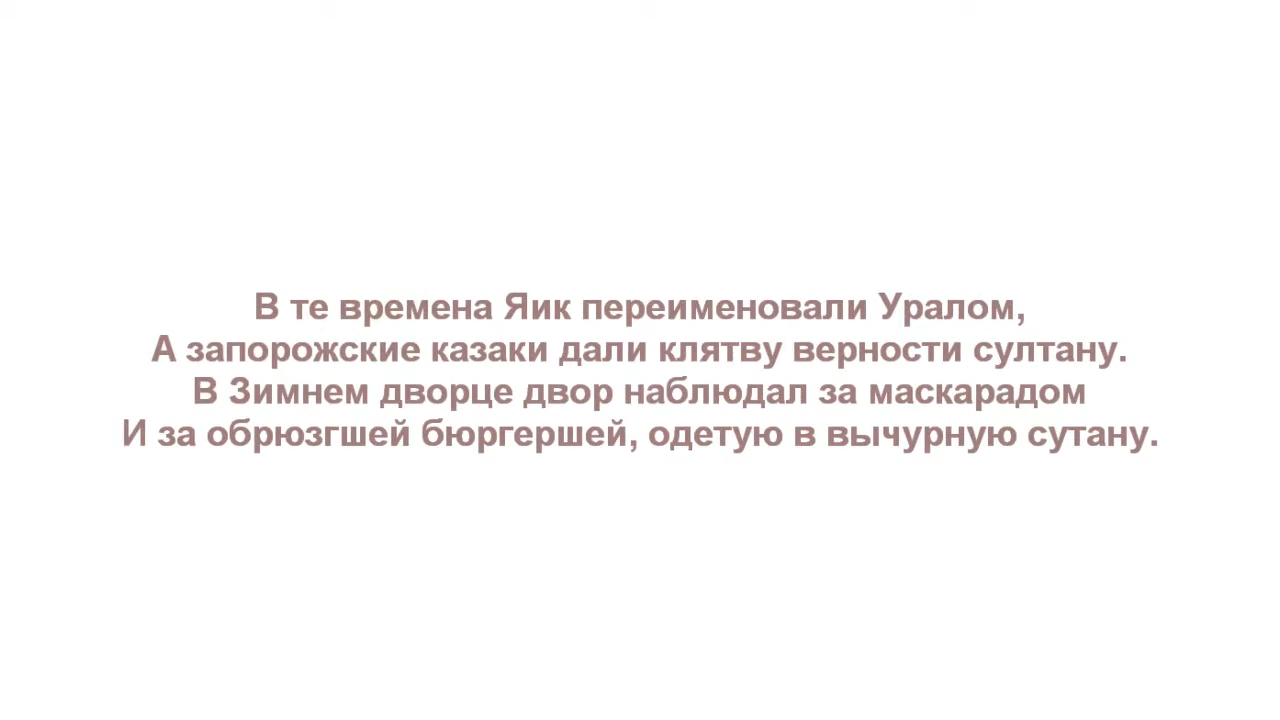 В те времена Яик переименовали Уралом,
А запорожские казаки дали клятву верности султану.
В Зимнем дворце двор наблюдал за маскарадом
И за обрюзгшей бюргершей, одетую в вычурную сутану.